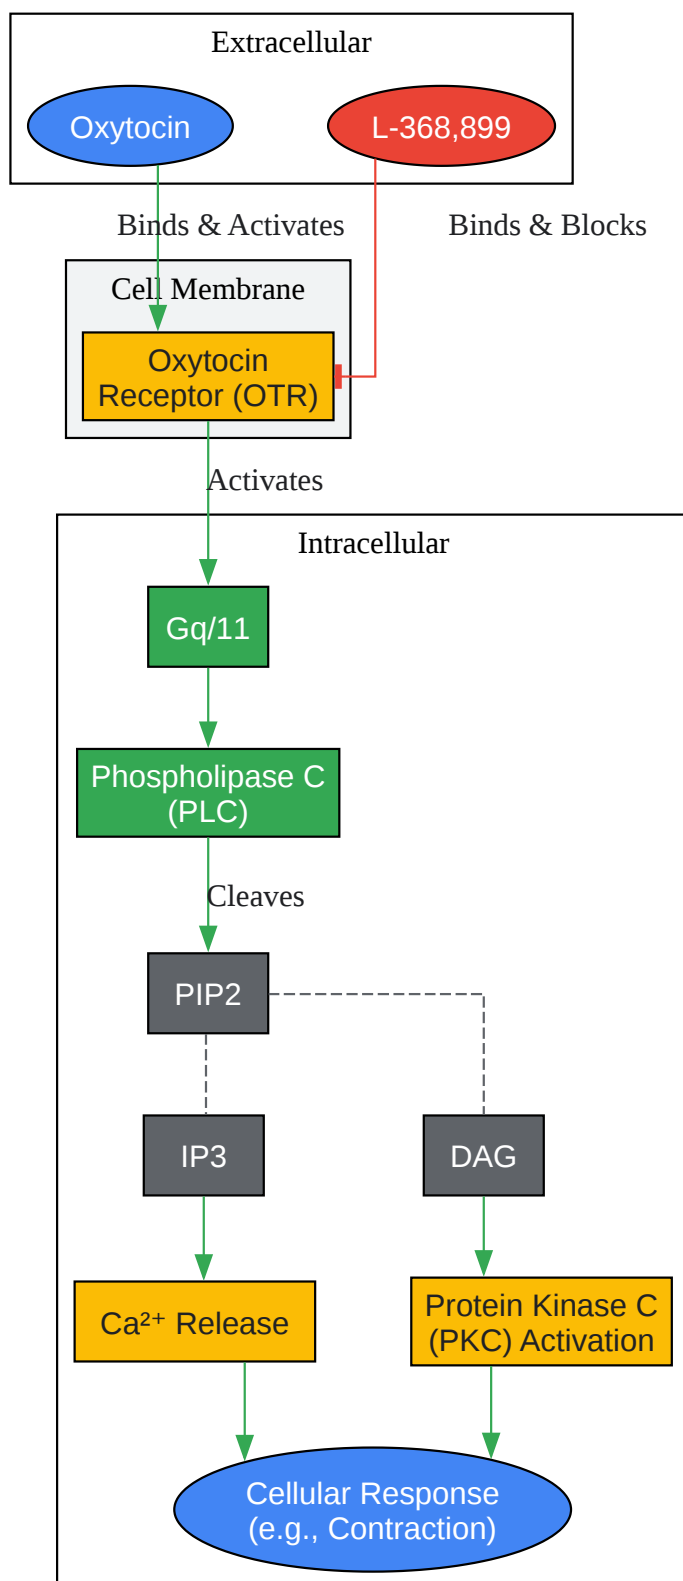 Extracellular
Oxytocin
L-368,899
Binds & Activates
Binds & Blocks
Cell Membrane
Oxytocin
Receptor (OTR)
Activates
Intracellular
Gq/11
Phospholipase C
(PLC)
Cleaves
PIP2
IP3
DAG
Ca²⁺ Release
Protein Kinase C
(PKC) Activation
Cellular Response
(e.g., Contraction)